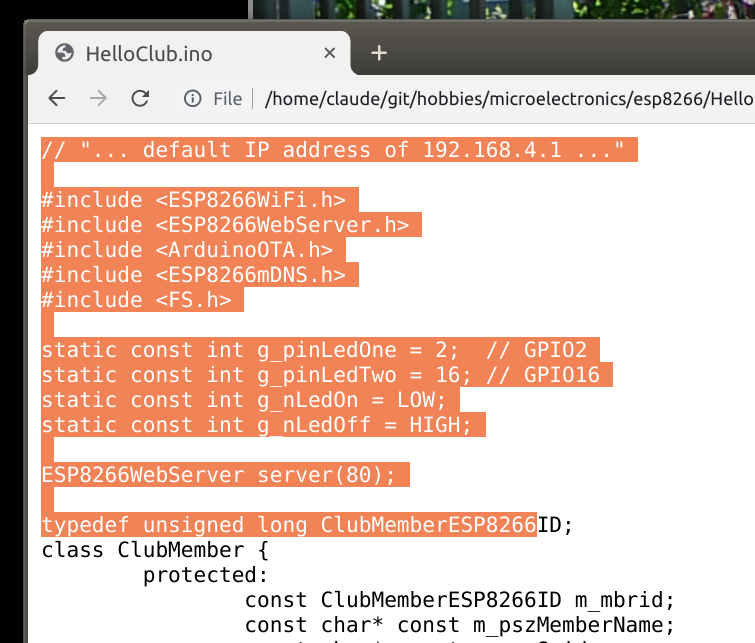 HelloClub.ino
File
/home/claude/git/hobbies/microelectronics/esp8266/Hello
// "... default IP address of 192.168.4.1 ..."
#include <ESP8266WiFi.h>
#include <ESP8266WebServer.h>
#include <ArduinoOTA.h>
#include <ESP8266mDNS.h>
#include <FS.h>
static const int g_pinLedOne = 2;  // GPIO2
static const int g_pinLedTwo = 16; // GPIO16
static const int g_nLedOn = LOW;
static const int g_nLedOff = HIGH;
ESP8266WebServer server(80);
typedef unsigned long ClubMemberESP8266ID;
class ClubMember {
        protected:
                const ClubMemberESP8266ID m_mbrid;
                const char* const m_pszMemberName;